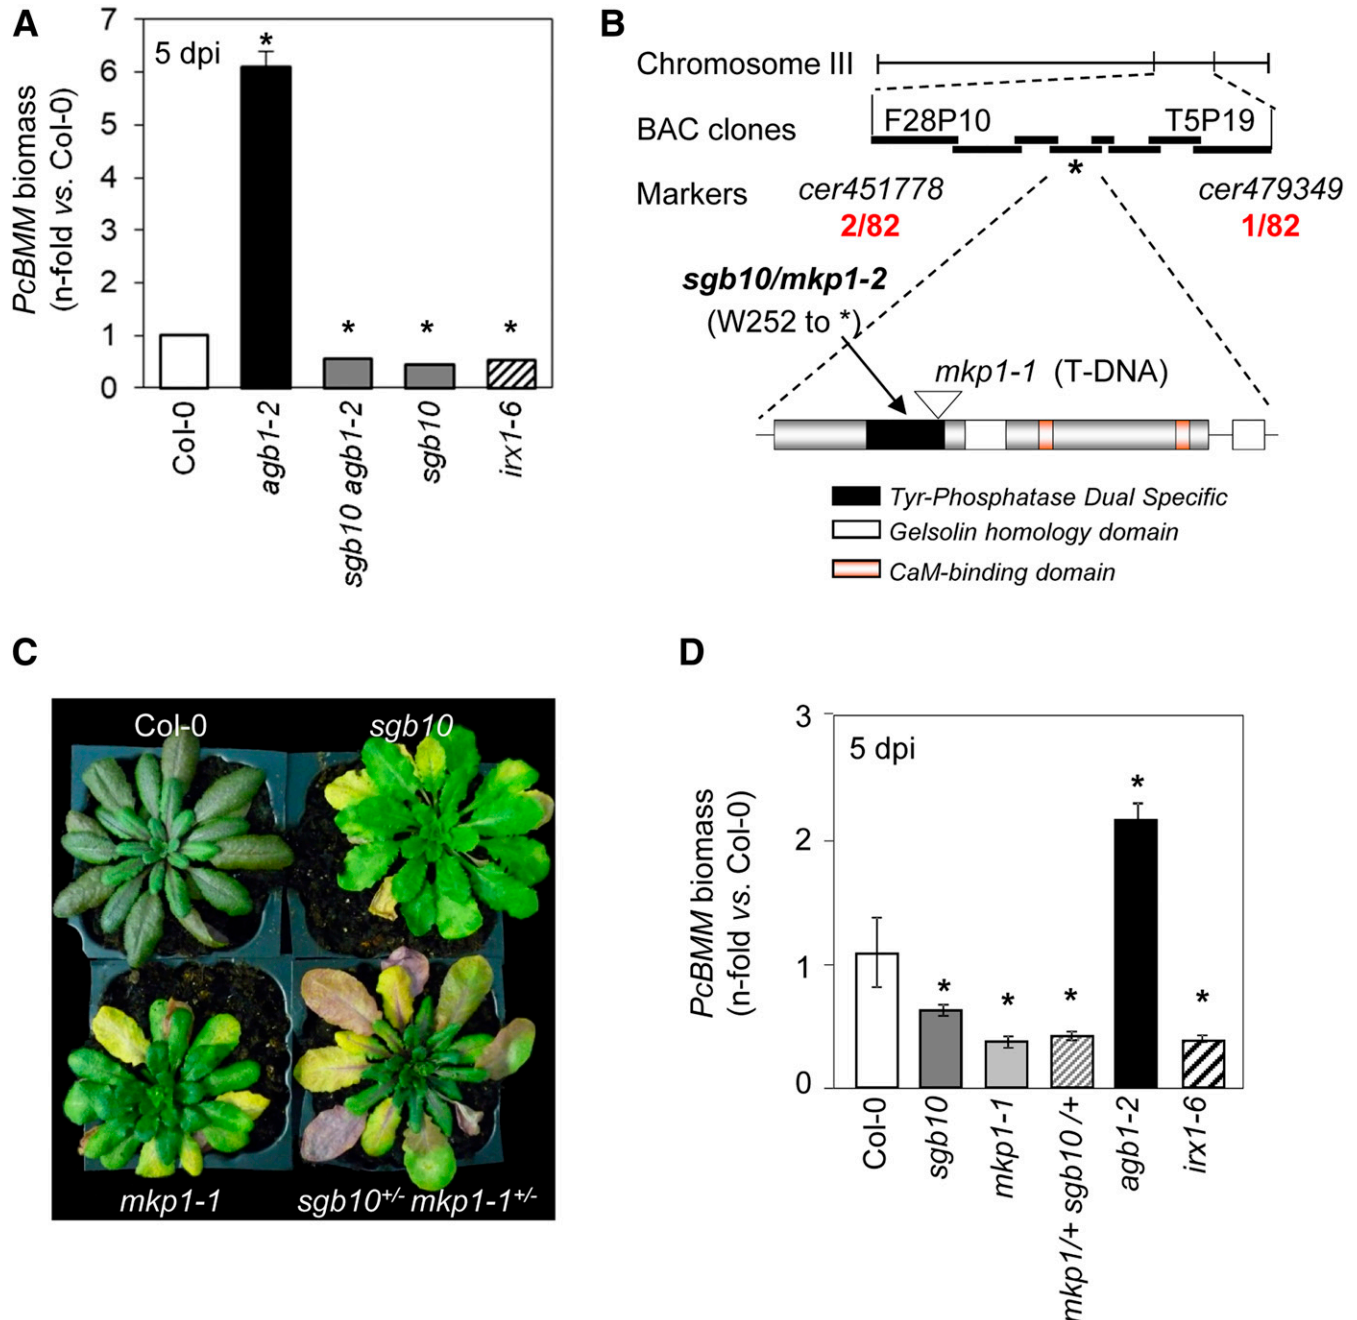 A
7
6
5
4
3
2
1
0
PcBMM biomass
(n-fold vs. Col-0)
5 dpi
*
*
*
*
Col-0
agb1-2
sgb10 agb1-2
sgb10
irx1-6
B
Chromosome III
BAC clones
F28P10
T5P19
*
Markers
cer451778
cer479349
2/82
1/82
sgb10/mkp1-2
(W252 to *)
mkp1-1 (T-DNA)
Tyr-Phosphatase Dual Specific
Gelsolin homology domain
CaM-binding domain
C
Col-0
sgb10
mkp1-1
sgb10+/- mkp1-1+/-
D
3
2
1
0
PcBMM biomass
(n-fold vs. Col-0)
5 dpi
*
*
*
*
*
Col-0
sgb10
mkp1-1
mkp1/+ sgb10/+
agb1-2
irx1-6